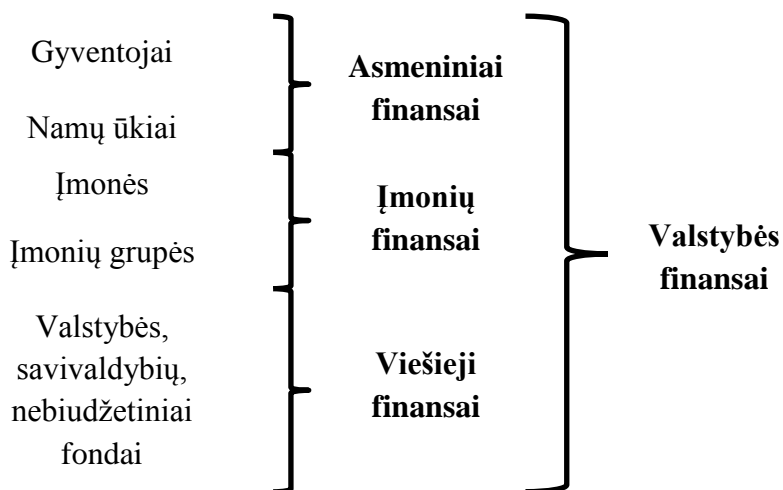 Gyventojai
Namų ūkiai
Įmonės
Įmonių grupės
Valstybės,
savivaldybių,
nebiudžetiniai
fondai
Asmeniniai
finansai
Įmonių
finansai
Viešieji
finansai
Valstybės
finansai